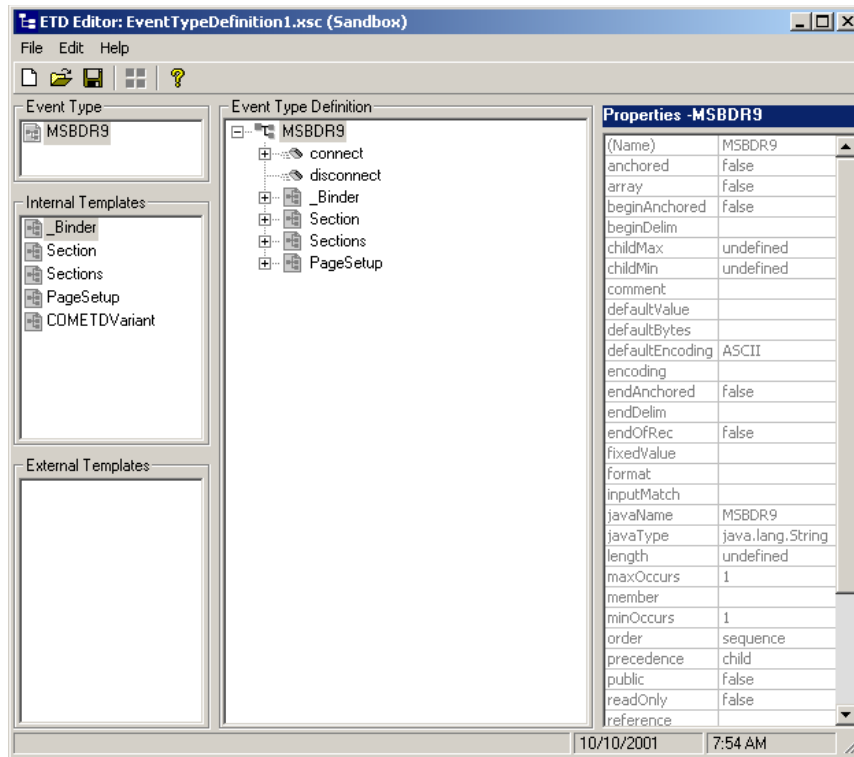 ETD Editor: EventTypeDefinition1.xsc (Sandbox)
File Edit Help
Event Type
MSBDR9
Internal Templates
_Binder
Section
Sections
PageSetup
COMETDVariant
External Templates
Event Type Definition
MSBDR9
connect
disconnect
_Binder
Section
Sections
PageSetup
Properties -MSBDR9
(Name) MSBDR9
anchored false
array false
beginAnchored false
beginDelim
childMax undefined
childMin undefined
comment
defaultValue
defaultBytes
defaultEncoding ASCII
encoding
endAnchored false
endDelim
endOfRec false
fixedValue
format
inputMatch
javaName MSBDR9
javaType java.lang.String
length undefined
maxOccurs 1
member
minOccurs 1
order sequence
precedence child
public false
readOnly false
reference
10/10/2001 7:54 AM